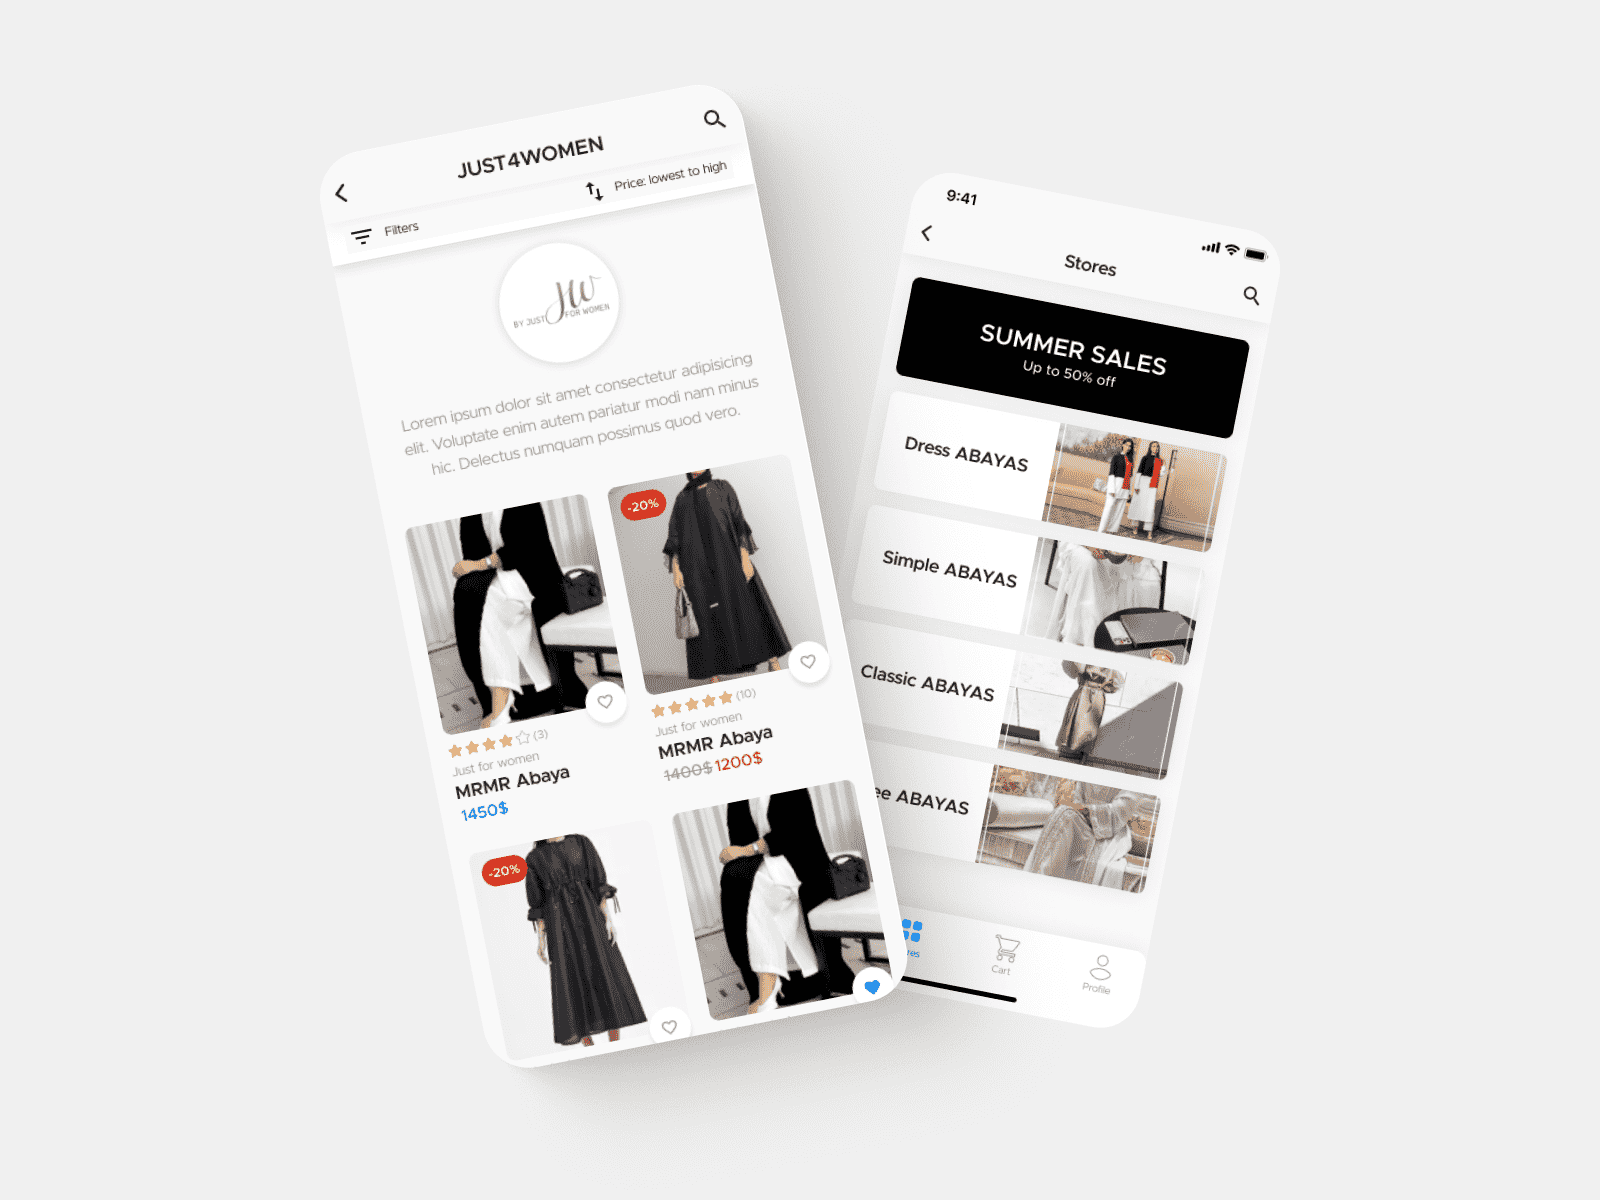 JUST4WOMEN
Filters
Price: lowest to high
JW
BY JUST FOR WOMEN
Lorem ipsum dolor sit amet consectetur adipisicing
elit. Voluptate enim autem pariatur modi nam minus
hic. Delectus numquam possimus quod vero.
(3)
Just for women
MRMR Abaya
1450$
-20%
(10)
Just for women
MRMR Abaya
1400$ 1200$
-20%
9:41
Stores
SUMMER SALES
Up to 50% off
Dress ABAYAS
Simple ABAYAS
Classic ABAYAS
ee ABAYAS
res
Cart
Profile